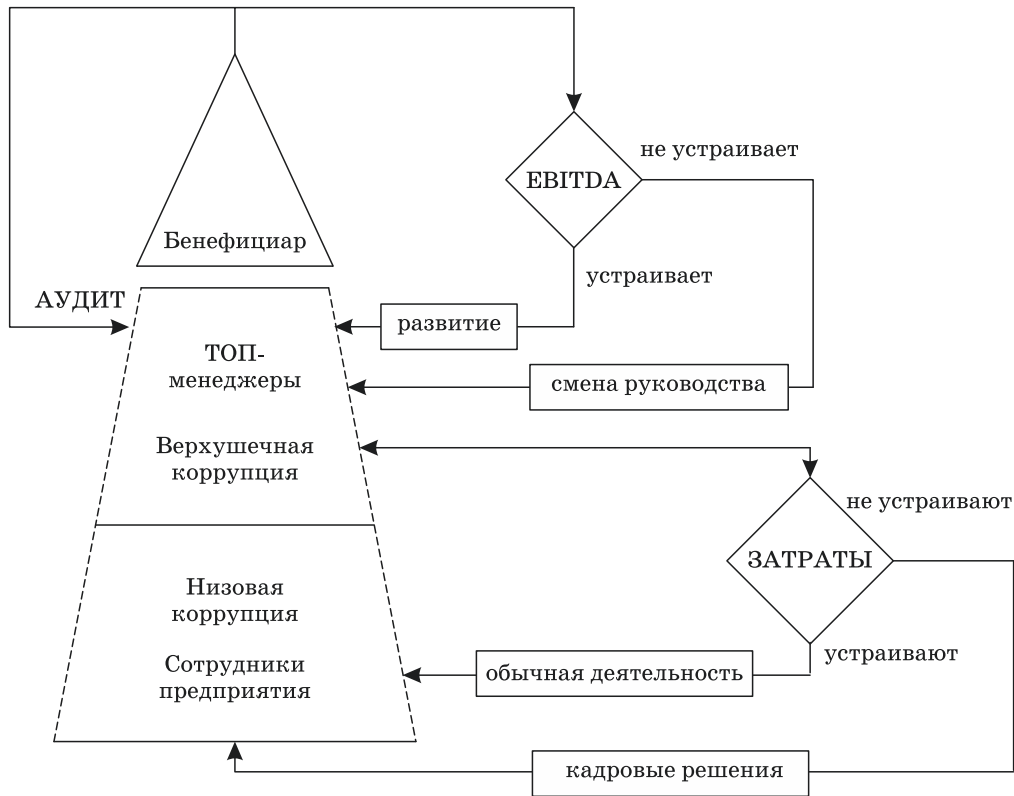 не устраивает
EBITDA
Бенефициар
устраивает
АУДИТ
развитие
ТОП-
менеджеры
смена руководства
Верхушечная
коррупция
не устраивают
ЗАТРАТЫ
Низовая
коррупция
устраивают
Сотрудники
предприятия
обычная деятельность
кадровые решения